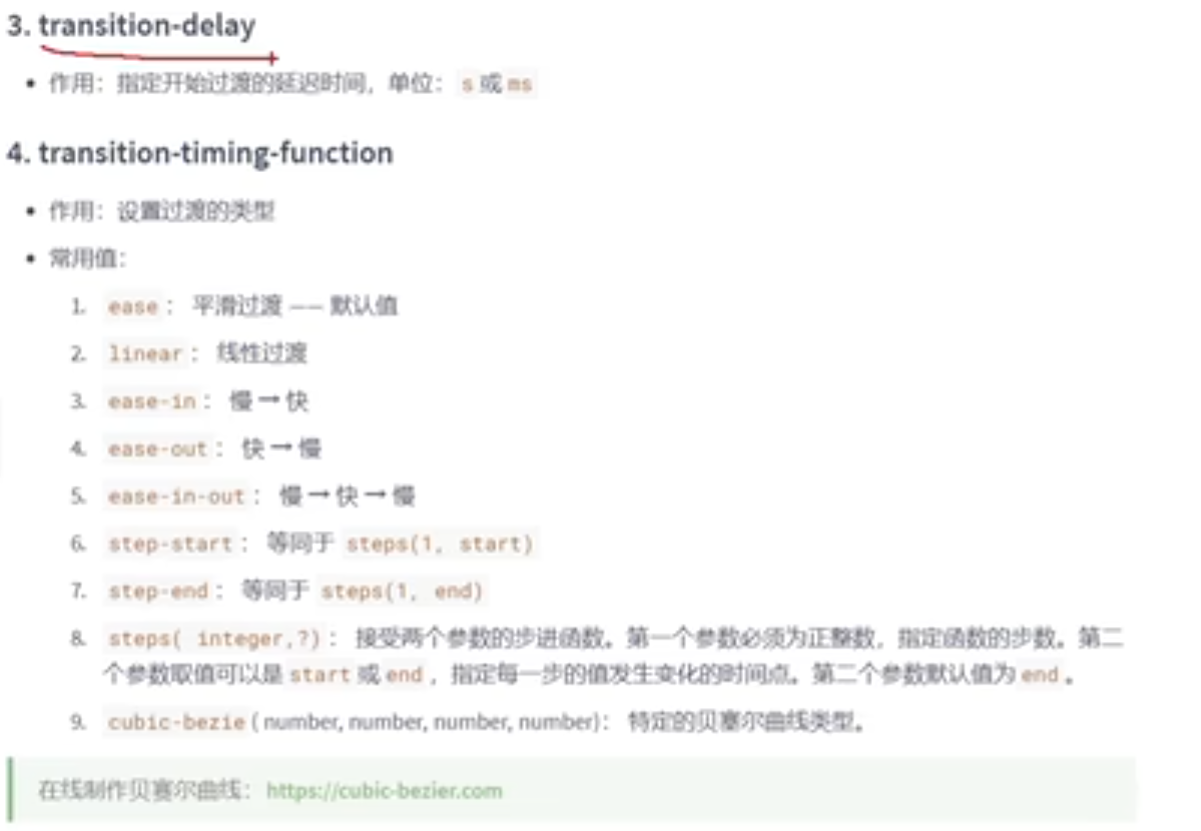 3. transition-delay
• 作用：指定开始过渡的延迟时间，单位： s 或 ms
4. transition-timing-function
• 作用：设置过渡的类型
• 常用值：
1. ease ： 平滑过渡 —— 默认值
2. linear ： 线性过渡
3. ease-in ： 慢 → 快
4. ease-out ： 快 → 慢
5. ease-in-out ： 慢 → 快 → 慢
6. step-start ： 等同于 steps(1, start)
7. step-end ： 等同于 steps(1, end)
8. steps( integer,?) ： 接受两个参数的步进函数。第一个参数必须为正整数，指定函数的步数。第二
个参数取值可以是 start 或 end ，指定每一步的值发生变化的时间点。第二个参数默认值为 end 。
9. cubic-bezie ( number, number, number, number)： 特定的贝塞尔曲线类型。
在线制作贝赛尔曲线：https://cubic-bezier.com